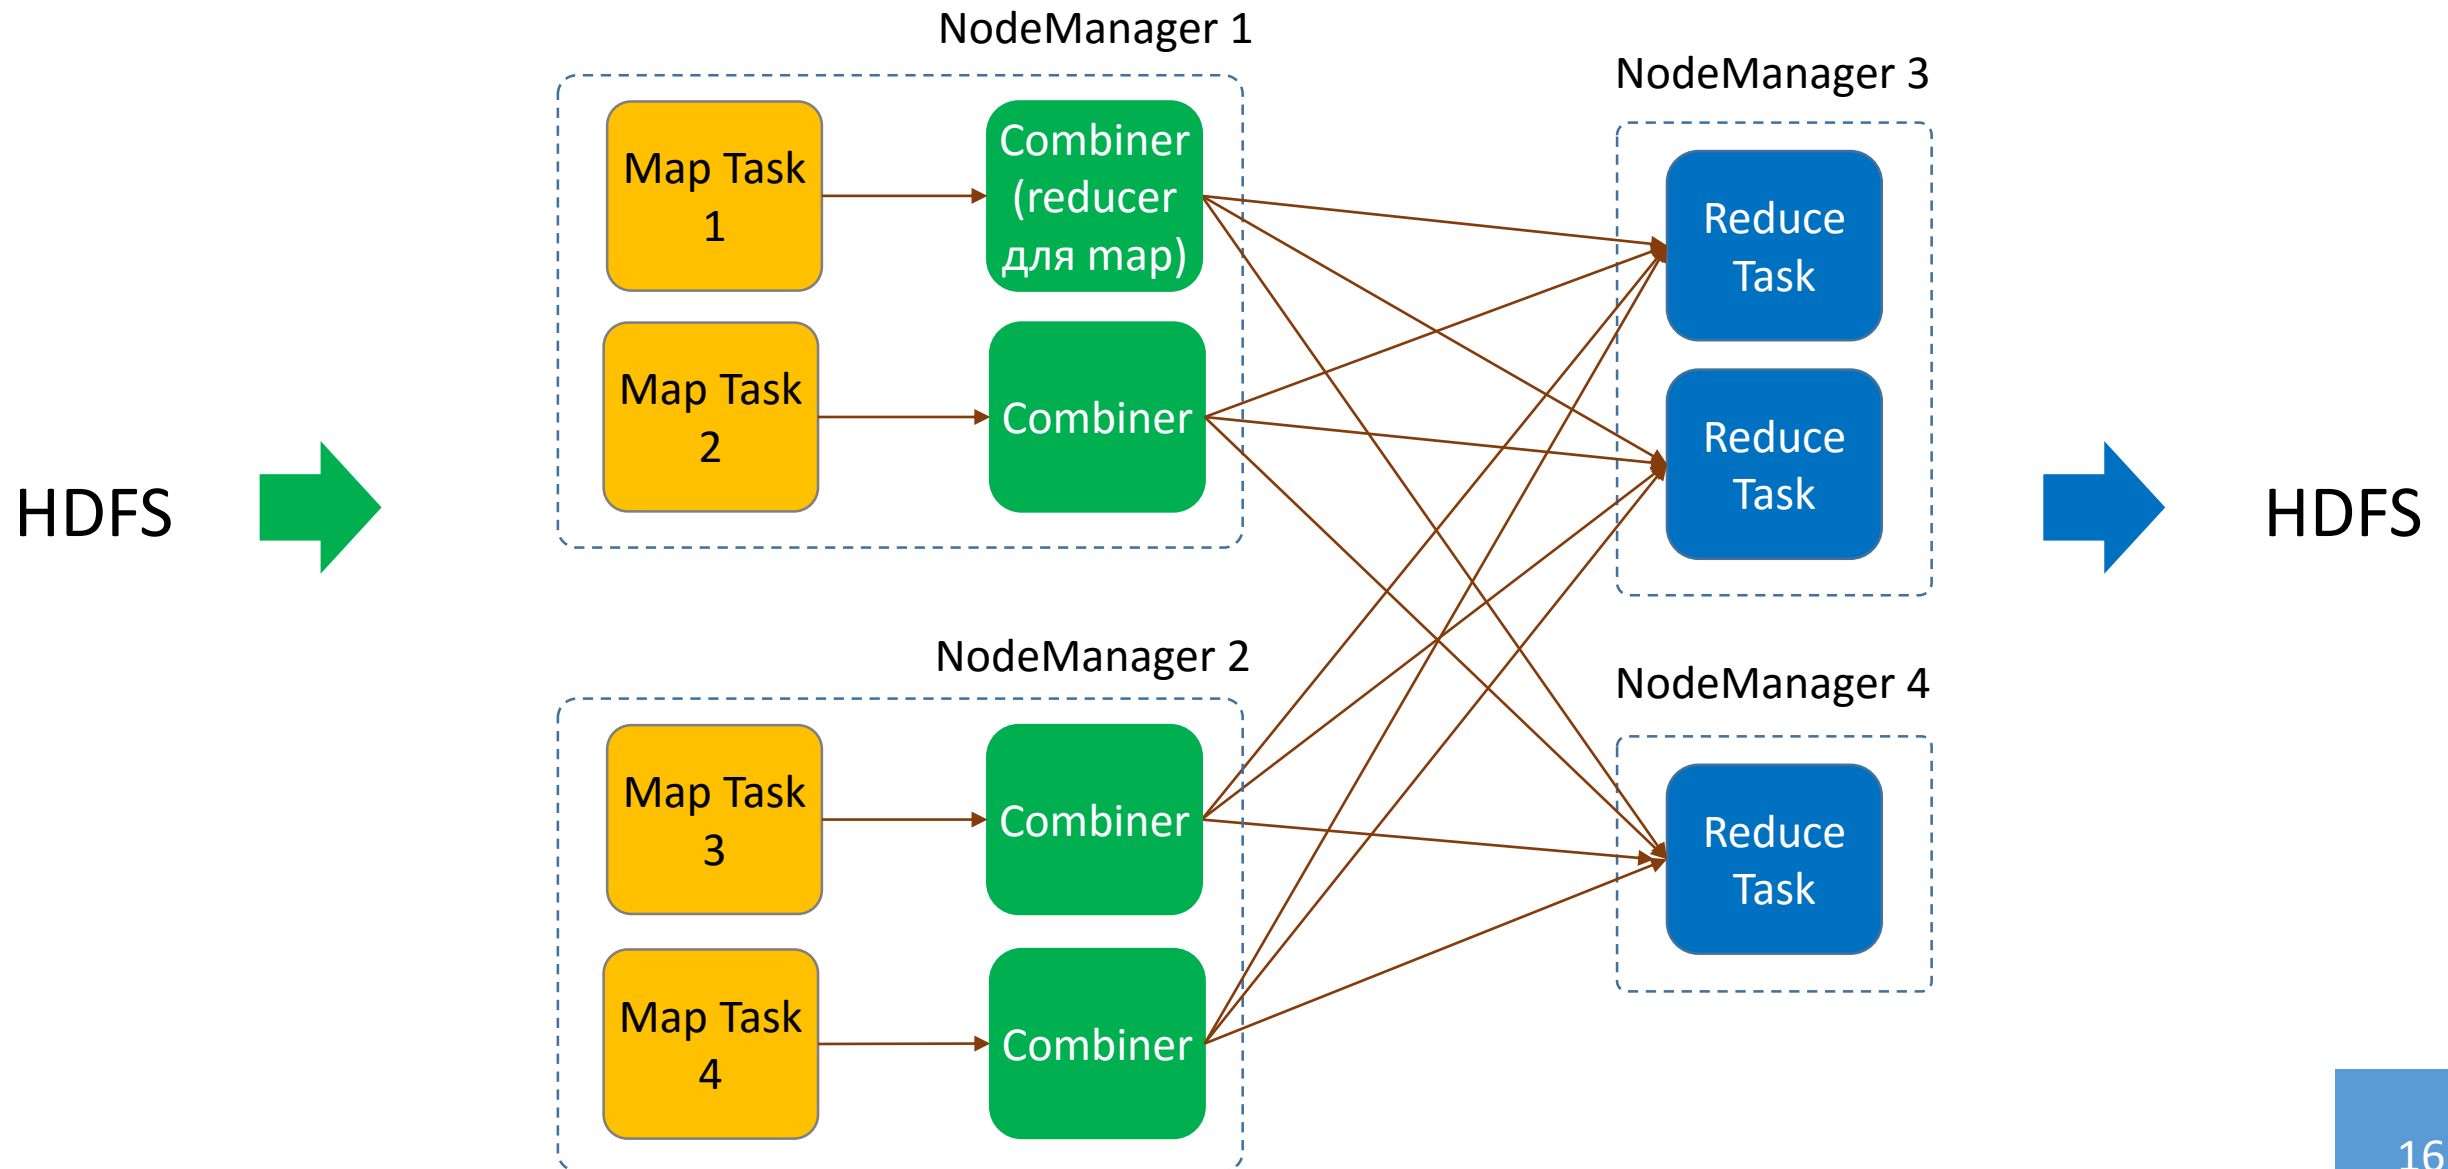 HDFS
NodeManager 1
Map Task
1
Combiner
(reducer
для map)
Map Task
2
Combiner
NodeManager 2
Map Task
3
Combiner
Map Task
4
Combiner
NodeManager 3
Reduce
Task
Reduce
Task
NodeManager 4
Reduce
Task
HDFS
16